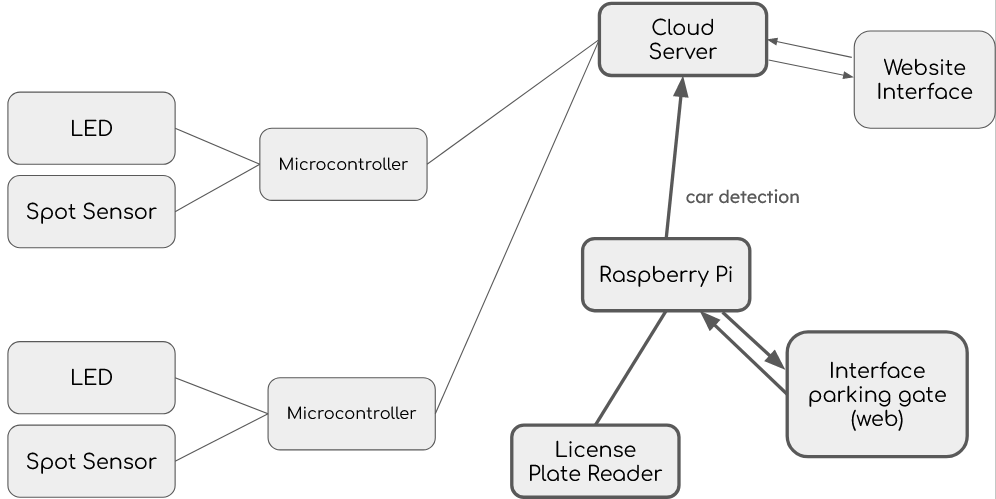 Cloud
Server
Website
Interface
LED
Microcontroller
Spot Sensor
car detection
Raspberry Pi
Interface
parking gate
(web)
LED
Microcontroller
Spot Sensor
License
Plate Reader